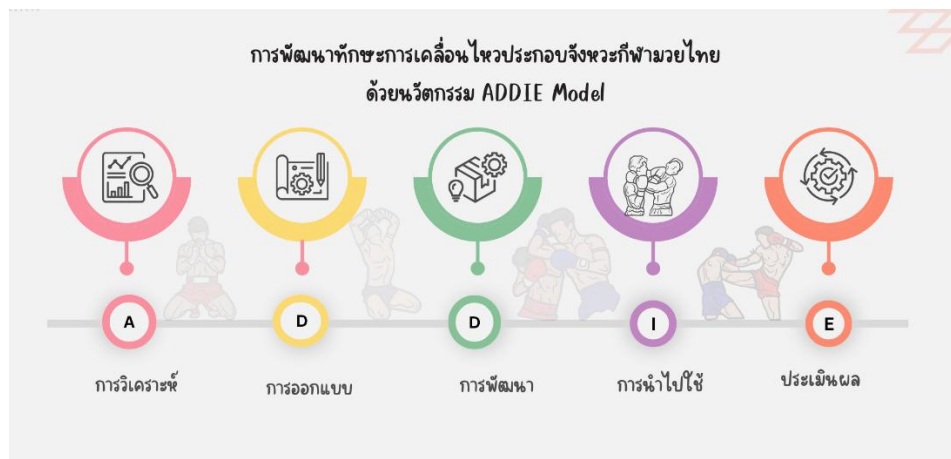 การพัฒนาทักษะการเคลื่อนไหวประกอบจังหวะกีฬามวยไทย
ด้วยนวัตกรรม ADDIE Model
A
D
D
I
E
การวิเคราะห์
การออกแบบ
การพัฒนา
การนำไปใช้
ประเมินผล